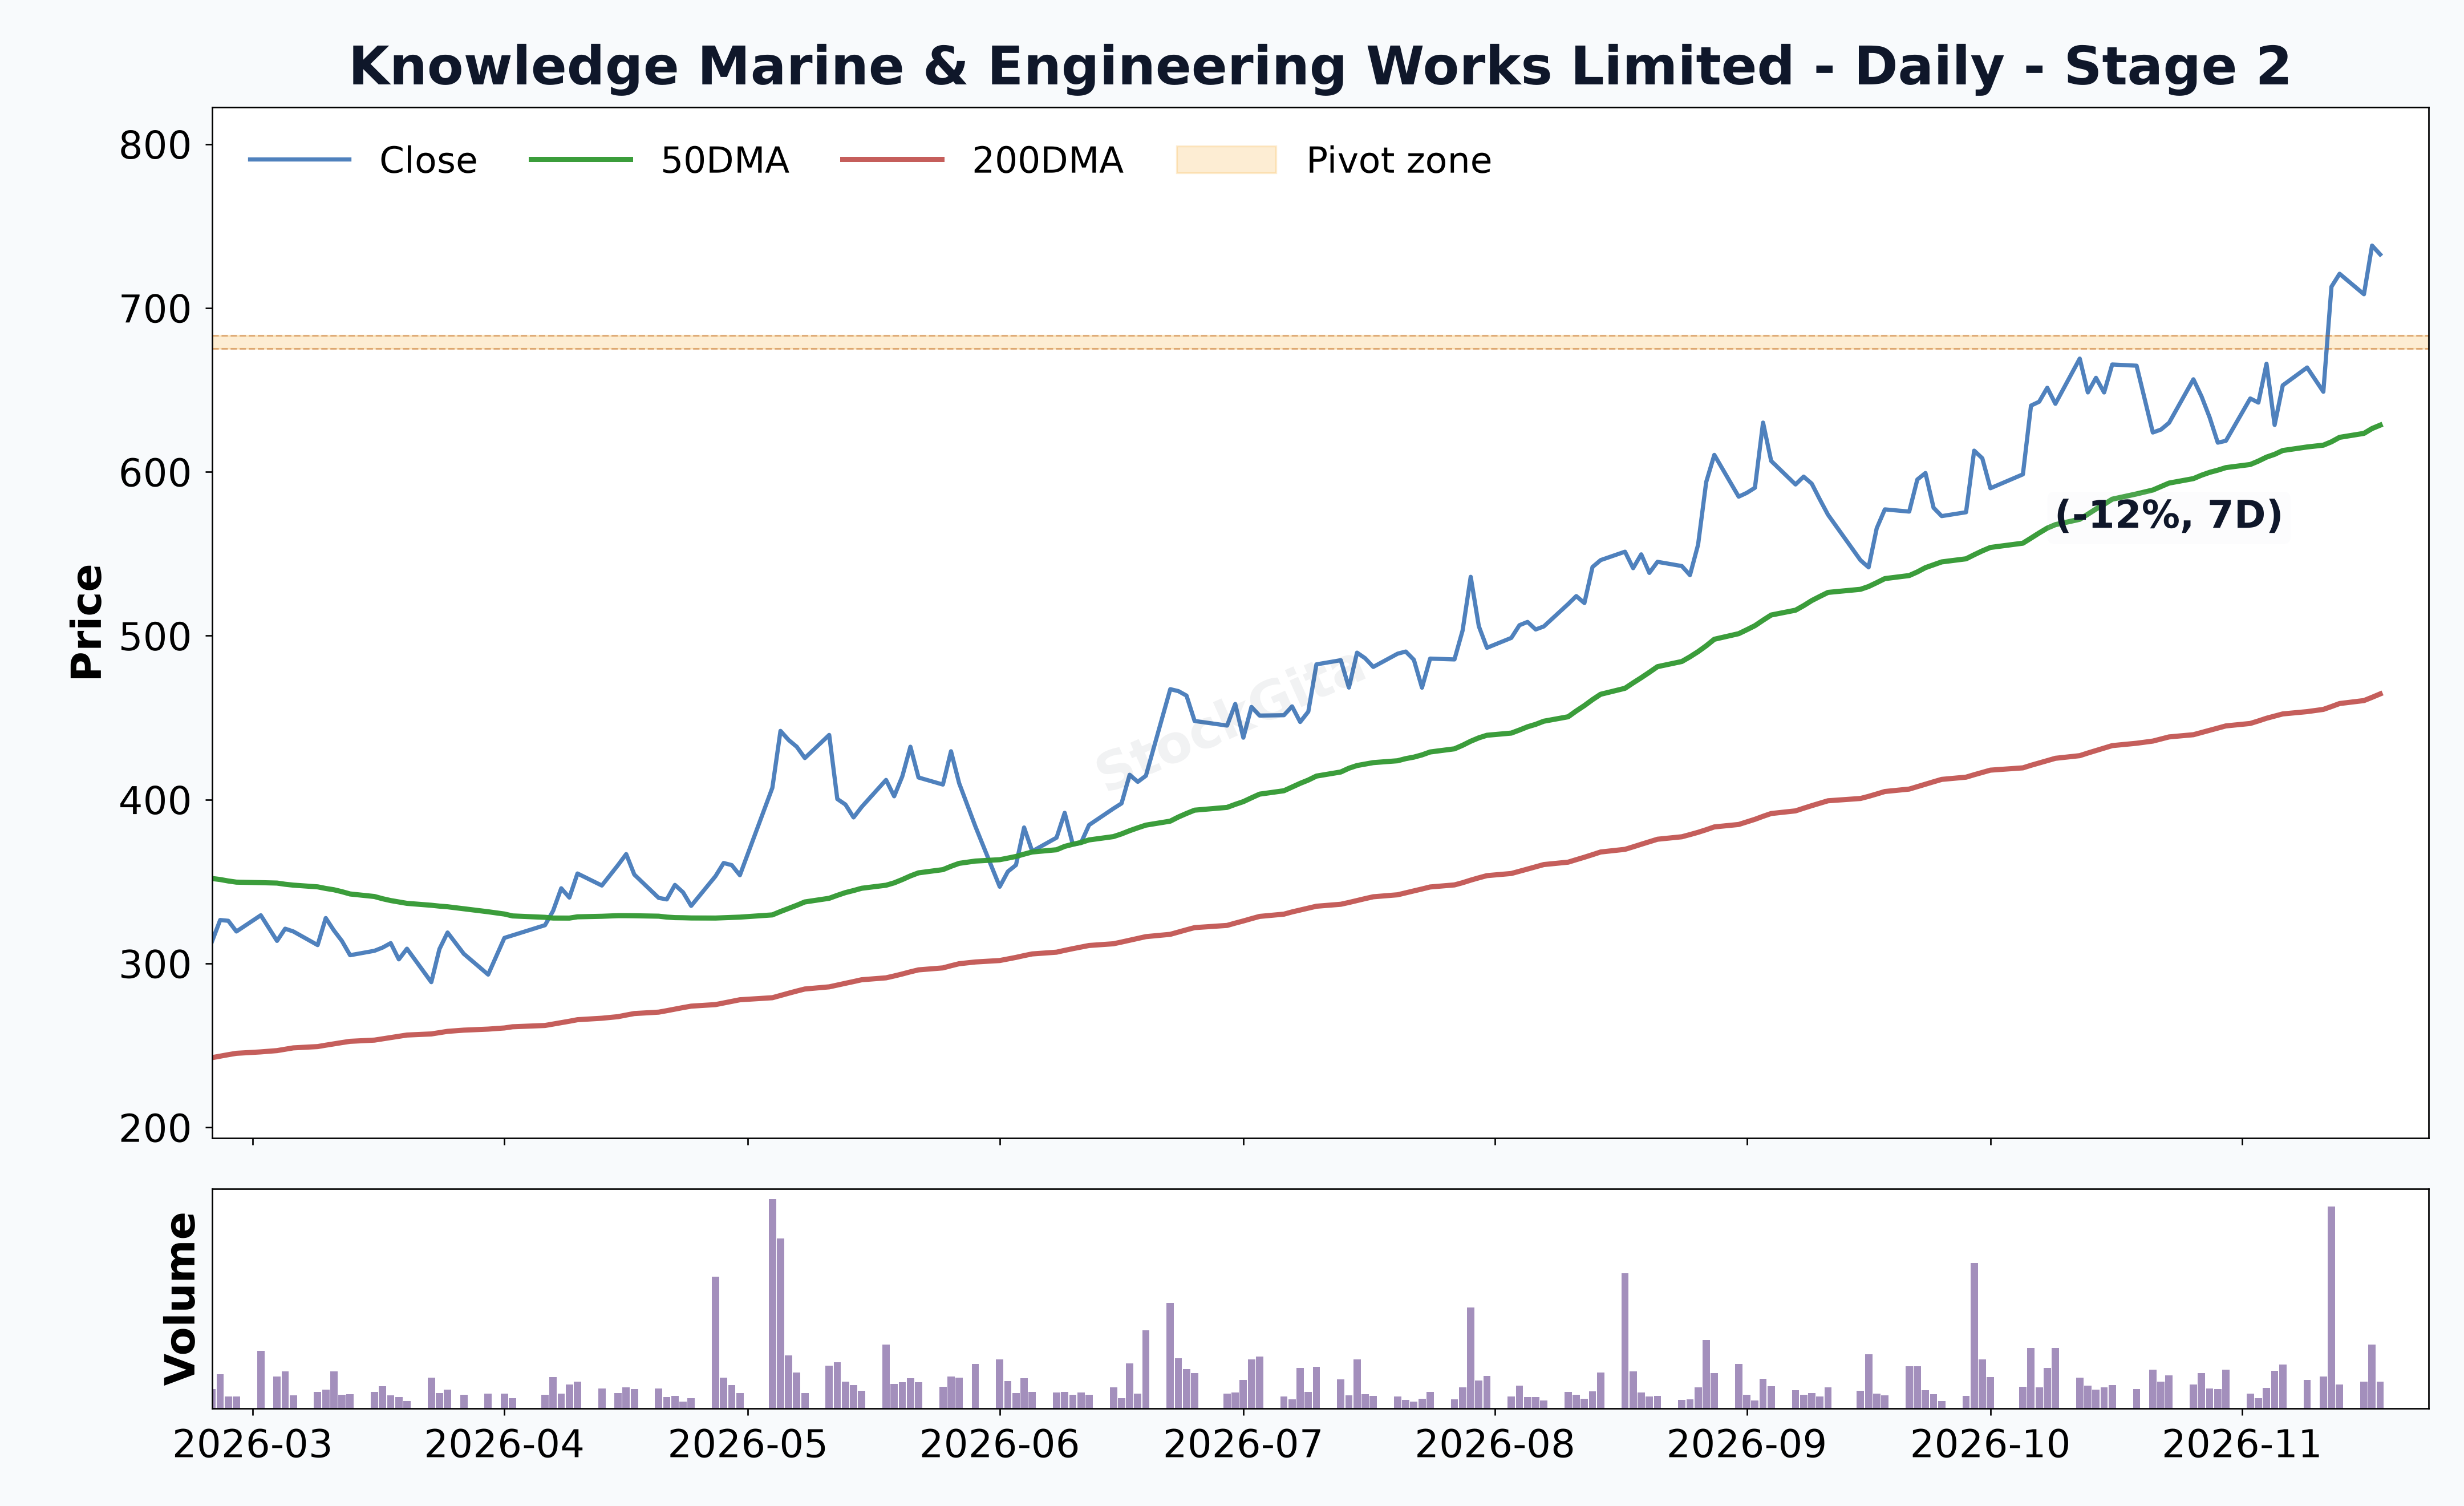 Knowledge Marine & Engineering Works Limited - Daily - Stage 2
Close 50DMA 200DMA Pivot zone
800
700
600
500
400
300
200
Price
(-12%, 7D)
StockGita
Volume
2026-03 2026-04 2026-05 2026-06 2026-07 2026-08 2026-09 2026-10 2026-11